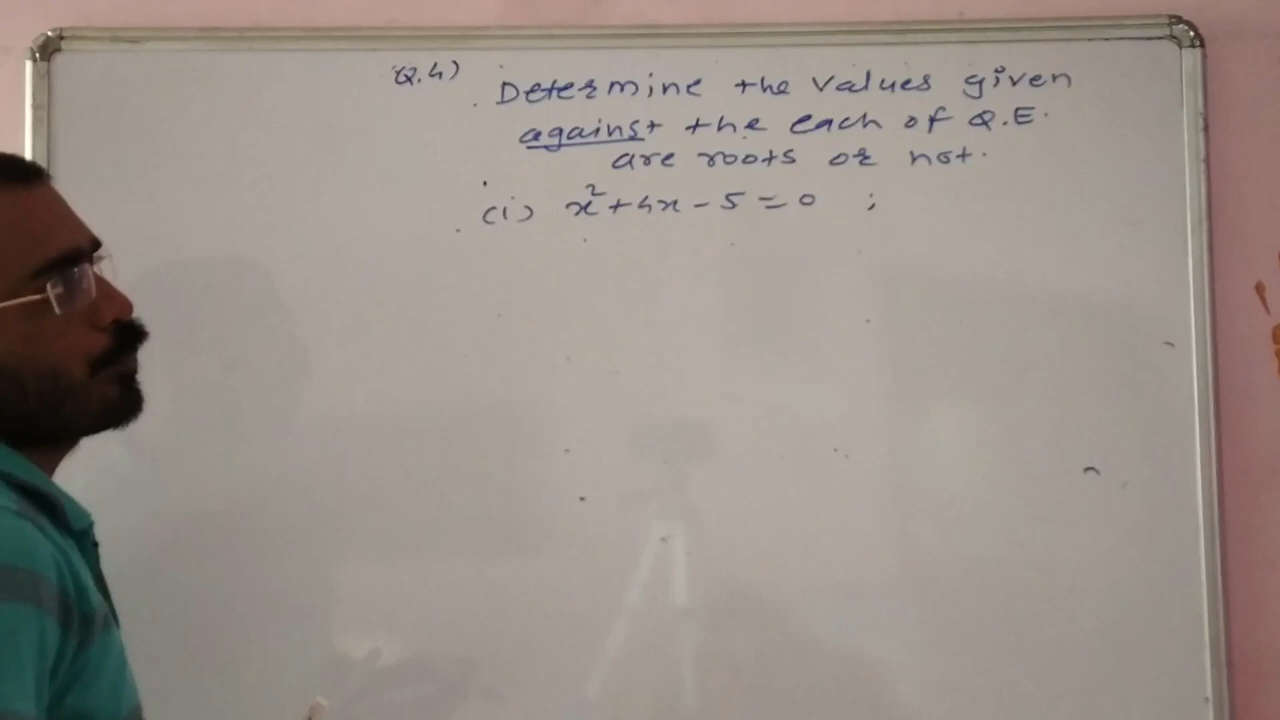 Q.4) Determine the values given
against the each of Q.E.
are roots or not.
(i) x²+4x-5=0 ;